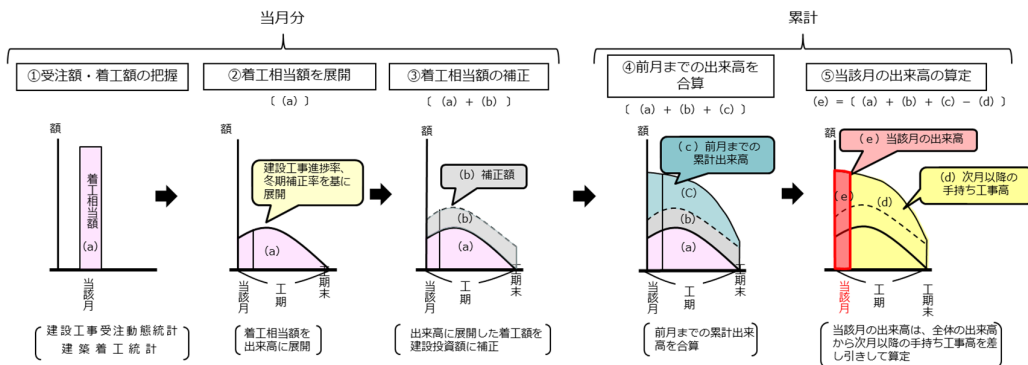 当月分
累計
①受注額・着工額の把握
②着工相当額を展開
〔（a）〕
③着工相当額の補正
〔（a）＋（b）〕
④前月までの出来高を
合算
〔（a）＋（b）＋（c）〕
⑤当該月の出来高の算定
（e）＝〔（a）＋（b）＋（c）－（d）〕
額
着工相当額
（a）
当該月
建設工事受注動態統計
建築着工統計
額
建設工事進捗率、
冬期補正率を基に
展開
（a）
当該月
工期
工期末
着工相当額を
出来高に展開
額
（b）補正額
（b）
（a）
当該月
工期
工期末
出来高に展開した着工額を
建設投資額に補正
額
（c）前月までの
累計出来高
（C）
（b）
（a）
当該月
工期
工期末
前月までの累計出来
高を合算
額
（e）当該月の出来高
（d）次月以降の
手持ち工事高
（e）
（d）
当該月
工期
工期末
当該月の出来高は、全体の出来高
から次月以降の手持ち工事高を差
し引きして算定